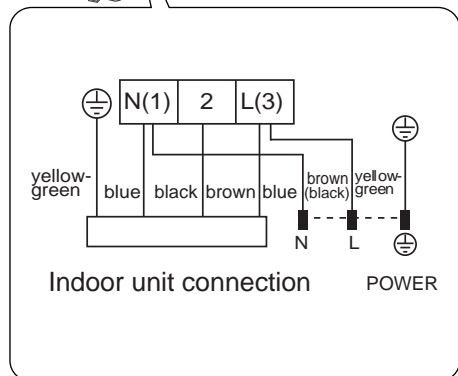 N(1) 2 L(3)
yellow-
green
blue
black
brown
blue
brown
(black)
yellow-
green
N L
Indoor unit connection
POWER